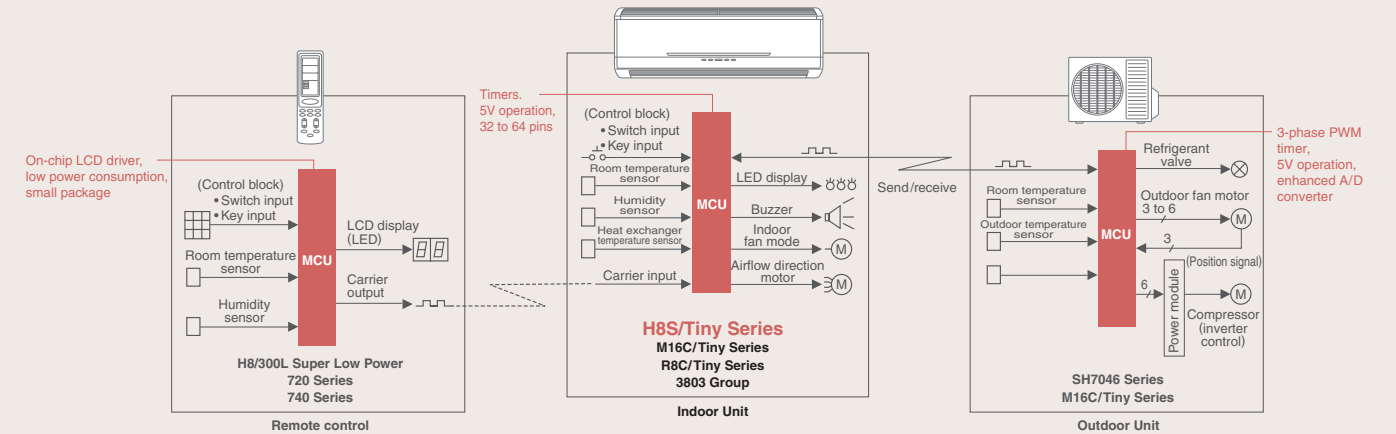 On-chip LCD driver,
low power consumption,
small package
(Control block)
• Switch input
• Key input
Room temperature
sensor
Humidity
sensor
MCU
LCD display
(LED)
Carrier
output
H8/300L Super Low Power
720 Series
740 Series
Remote control
Timers.
5V operation,
32 to 64 pins
(Control block)
• Switch input
• Key input
Room temperature
sensor
Humidity
sensor
Heat exchanger
temperature sensor
Carrier input
MCU
LED display
Buzzer
Indoor
fan mode
Airflow direction
motor
M
M
H8S/Tiny Series
M16C/Tiny Series
R8C/Tiny Series
3803 Group
Indoor Unit
Send/receive
Room temperature
sensor
Outdoor temperature
sensor
MCU
Refrigerant
valve
Outdoor fan motor
3 to 6
M
3
(Position signal)
6
Power module
M
Compressor
(inverter
control)
3-phase PWM
timer,
5V operation,
enhanced A/D
converter
SH7046 Series
M16C/Tiny Series
Outdoor Unit